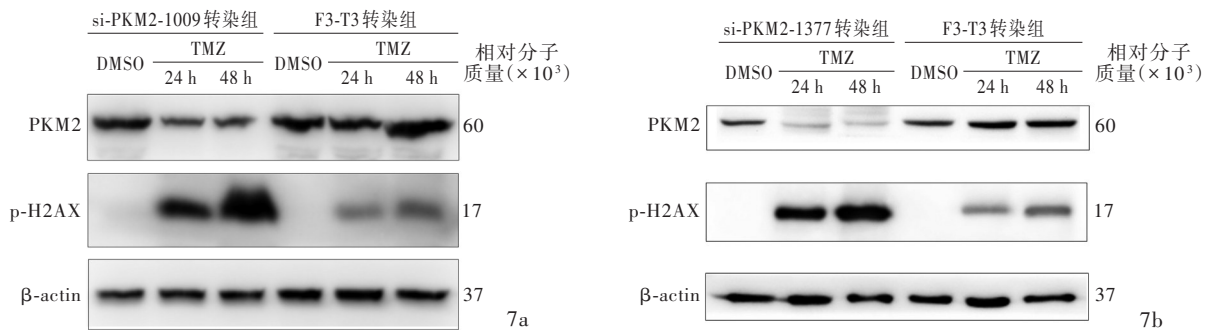 si-PKM2-1009转染组 F3-T3转染组
DMSO TMZ DMSO TMZ 相对分子
24 h 48 h 24 h 48 h 质量(×10³)
PKM2 60
p-H2AX 17
β-actin 37
7a
si-PKM2-1377转染组 F3-T3转染组
DMSO TMZ DMSO TMZ 相对分子
24 h 48 h 24 h 48 h 质量(×10³)
PKM2 60
p-H2AX 17
β-actin 37
7b